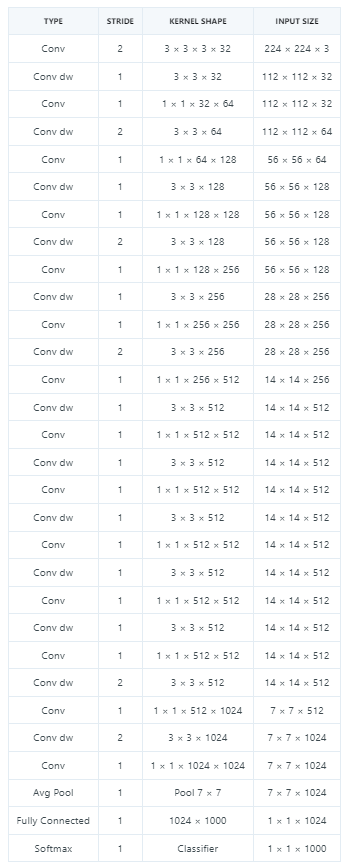 TYPE STRIDE KERNEL SHAPE INPUT SIZE
Conv 2 3 × 3 × 3 × 32 224 × 224 × 3
Conv dw 1 3 × 3 × 32 112 × 112 × 32
Conv 1 1 × 1 × 32 × 64 112 × 112 × 32
Conv dw 2 3 × 3 × 64 112 × 112 × 64
Conv 1 1 × 1 × 64 × 128 56 × 56 × 64
Conv dw 1 3 × 3 × 128 56 × 56 × 128
Conv 1 1 × 1 × 128 × 128 56 × 56 × 128
Conv dw 2 3 × 3 × 128 56 × 56 × 128
Conv 1 1 × 1 × 128 × 256 56 × 56 × 128
Conv dw 1 3 × 3 × 256 28 × 28 × 256
Conv 1 1 × 1 × 256 × 256 28 × 28 × 256
Conv dw 2 3 × 3 × 256 28 × 28 × 256
Conv 1 1 × 1 × 256 × 512 14 × 14 × 256
Conv dw 1 3 × 3 × 512 14 × 14 × 512
Conv 1 1 × 1 × 512 × 512 14 × 14 × 512
Conv dw 1 3 × 3 × 512 14 × 14 × 512
Conv 1 1 × 1 × 512 × 512 14 × 14 × 512
Conv dw 1 3 × 3 × 512 14 × 14 × 512
Conv 1 1 × 1 × 512 × 512 14 × 14 × 512
Conv dw 1 3 × 3 × 512 14 × 14 × 512
Conv 1 1 × 1 × 512 × 512 14 × 14 × 512
Conv dw 1 3 × 3 × 512 14 × 14 × 512
Conv 1 1 × 1 × 512 × 512 14 × 14 × 512
Conv dw 2 3 × 3 × 512 14 × 14 × 512
Conv 1 1 × 1 × 512 × 1024 7 × 7 × 512
Conv dw 2 3 × 3 × 1024 7 × 7 × 1024
Conv 1 1 × 1 × 1024 × 1024 7 × 7 × 1024
Avg Pool 1 Pool 7 × 7 7 × 7 × 1024
Fully Connected 1 1024 × 1000 1 × 1 × 1024
Softmax 1 Classifier 1 × 1 × 1000